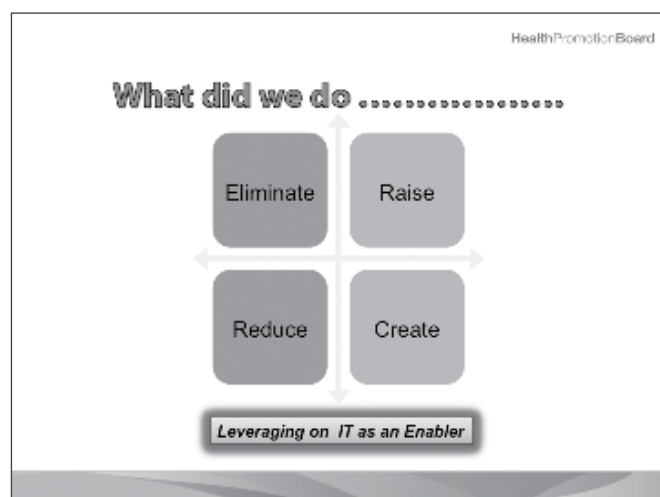 HealthPromotionBoard
What did we do ..................
Eliminate
Raise
Reduce
Create
Leveraging on IT as an Enabler